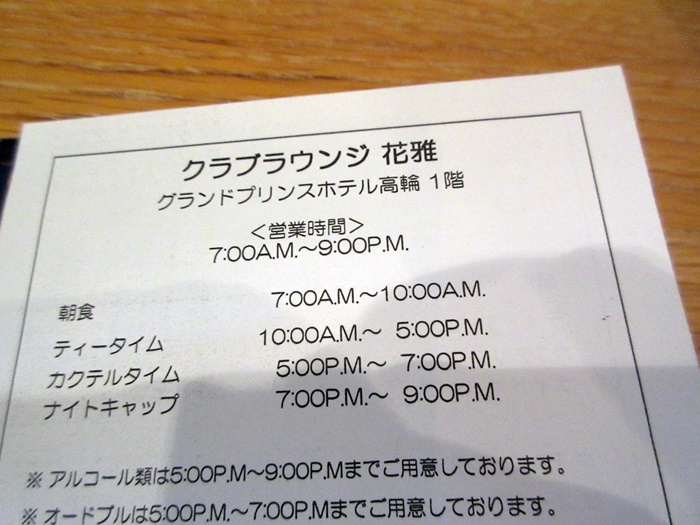 クラブラウンジ 花雅
グランドプリンスホテル高輪 1階
＜営業時間＞
7:00A.M.～9:00P.M.
朝食 7:00A.M.～10:00A.M.
ティータイム 10:00A.M.～ 5:00P.M.
カクテルタイム 5:00P.M.～ 7:00P.M.
ナイトキャップ 7:00P.M.～ 9:00P.M.
※ アルコール類は5:00P.M～9:00P.Mまでご用意しております。
※ オードブルは5:00P.M.～7:00P.Mまでご用意しております。